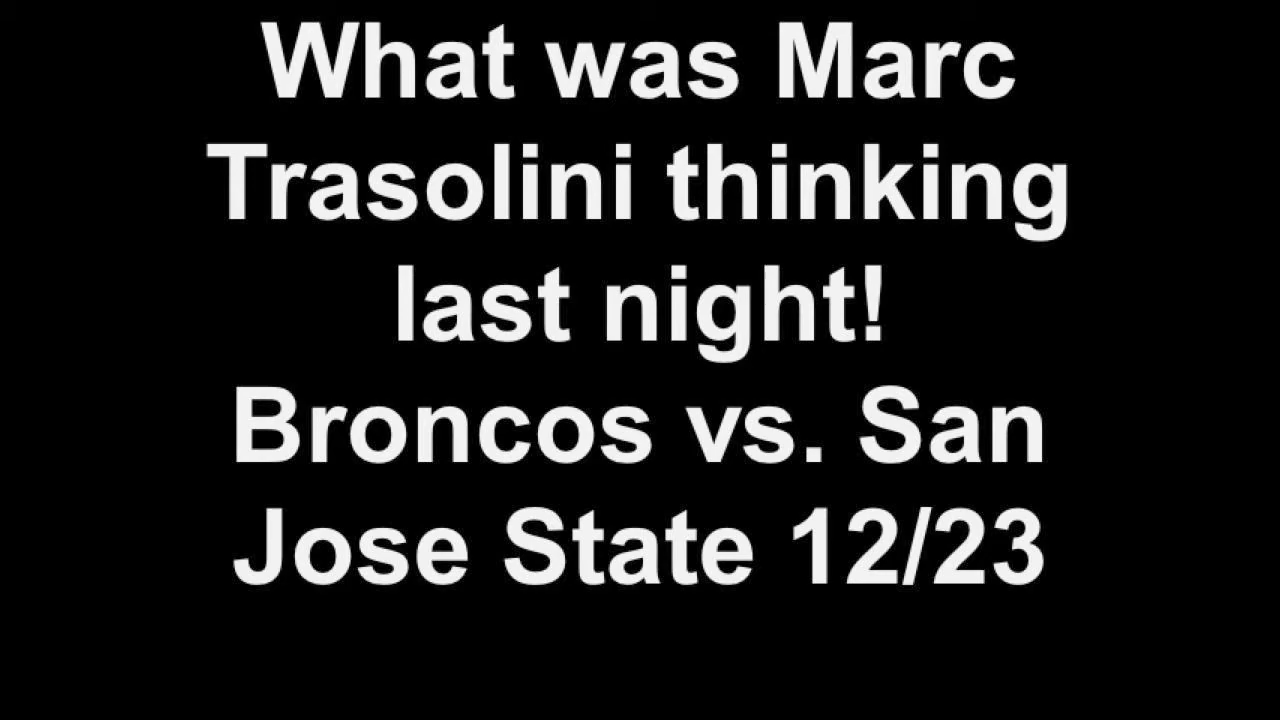 What was Marc
Trasolini thinking
last night!
Broncos vs. San
Jose State 12/23